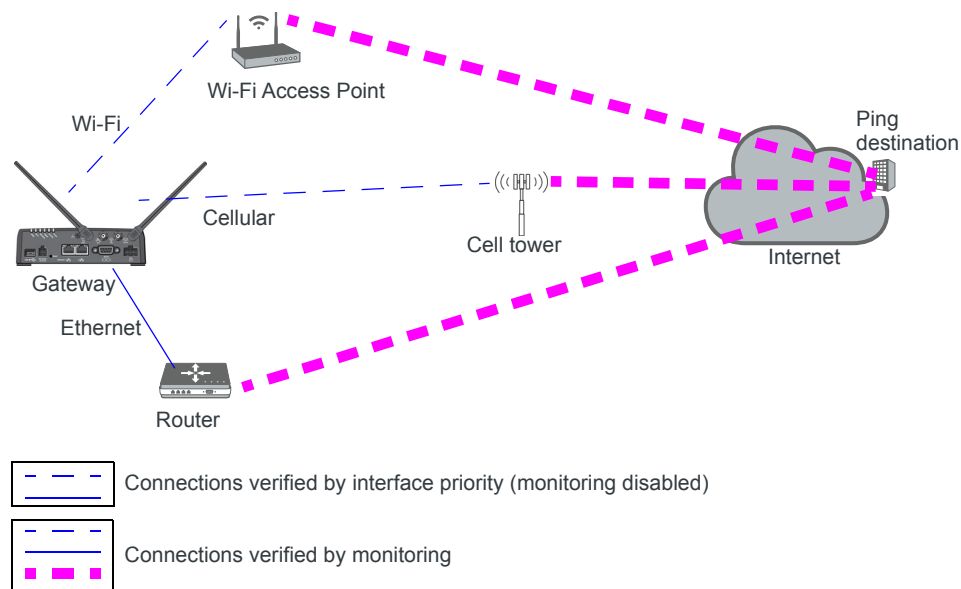 Wi-Fi Access Point
Wi-Fi
Ping
destination
Cellular
Cell tower
Internet
Gateway
Ethernet
Router
Connections verified by interface priority (monitoring disabled)
Connections verified by monitoring